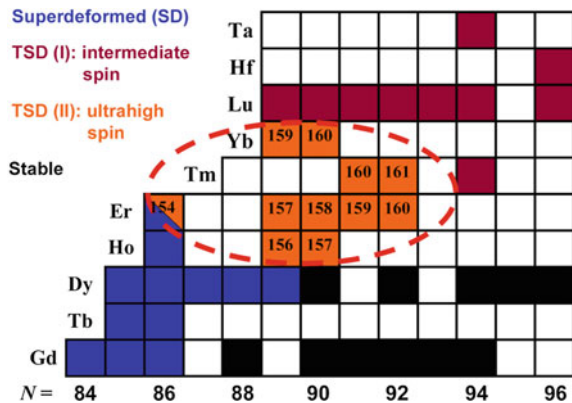 Superdeformed (SD)
TSD (I): intermediate
spin
TSD (II): ultrahigh
spin
Stable
Ta
Hf
Lu
Yb 159 160
Tm 160 161
Er 154 157 158 159 160
Ho 156 157
Dy
Tb
Gd
N = 84 86 88 90 92 94 96